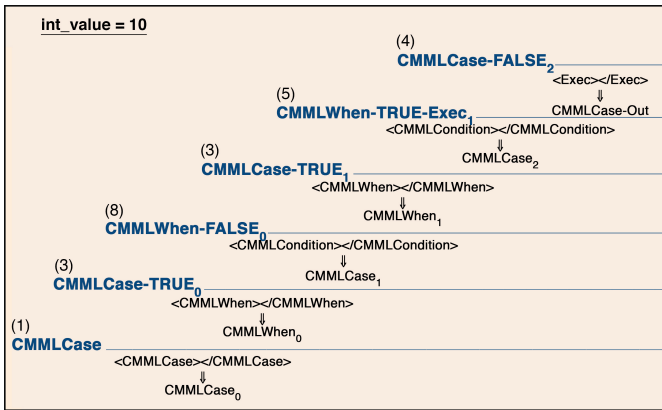 int_value = 10
(4)
CMMLCase-FALSE₂
<Exec></Exec>
⇓
CMMLCase-Out
(5)
CMMLWhen-TRUE-Exec₁
<CMMLCondition></CMMLCondition>
⇓
CMMLCase₂
(3)
CMMLCase-TRUE₁
<CMMLWhen></CMMLWhen>
⇓
CMMLWhen₁
(8)
CMMLWhen-FALSE₀
<CMMLCondition></CMMLCondition>
⇓
CMMLCase₁
(3)
CMMLCase-TRUE₀
<CMMLWhen></CMMLWhen>
⇓
CMMLWhen₀
(1)
CMMLCase
<CMMLCase></CMMLCase>
⇓
CMMLCase₀